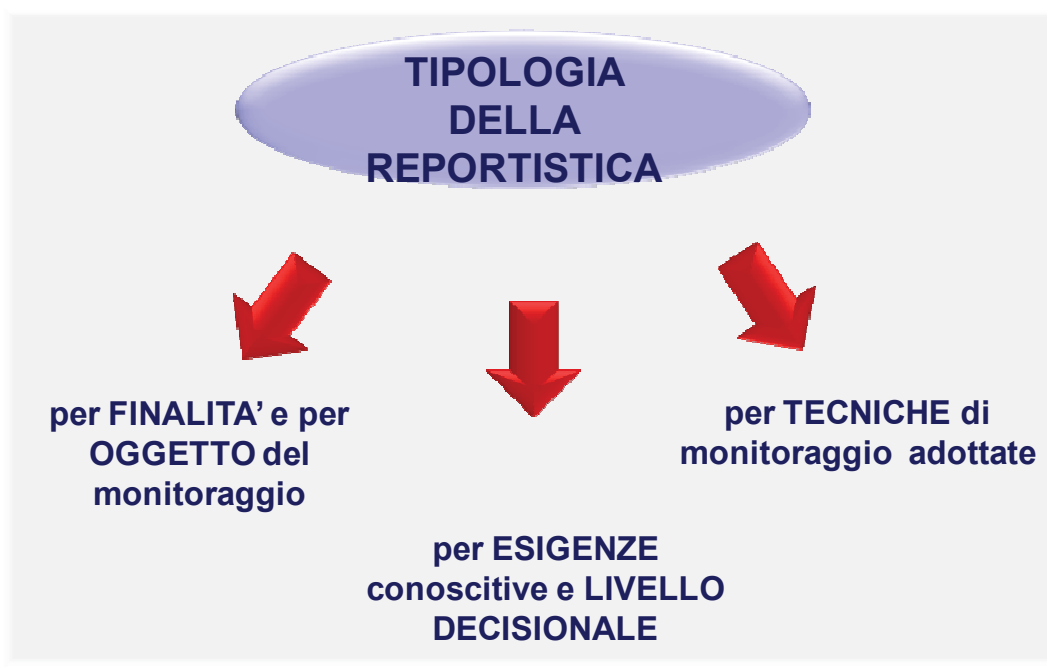 TIPOLOGIA
DELLA
REPORTISTICA
per FINALITA’ e per
OGGETTO del
monitoraggio
per ESIGENZE
conoscitive e LIVELLO
DECISIONALE
per TECNICHE di
monitoraggio adottate